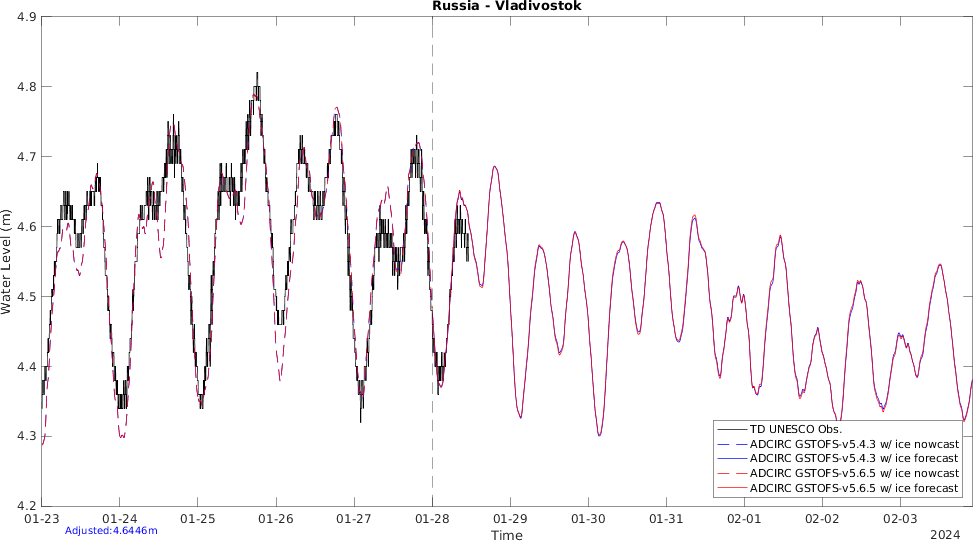 Russia - Vladivostok
4.9
4.8
4.7
4.6
4.5
4.4
4.3
4.2
Water Level (m)
TD UNESCO Obs.
ADCIRC GSTOFS-v5.4.3 w/ ice nowcast
ADCIRC GSTOFS-v5.4.3 w/ ice forecast
ADCIRC GSTOFS-v5.6.5 w/ ice nowcast
ADCIRC GSTOFS-v5.6.5 w/ ice forecast
01-23 01-24 01-25 01-26 01-27 01-28 01-29 01-30 01-31 02-01 02-02 02-03
Adjusted:4.6446m
Time
2024